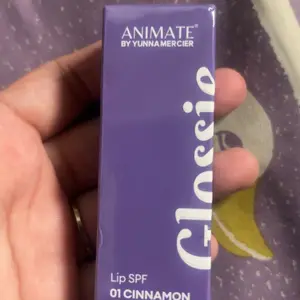 ANIMATE®
BY YUNNAMERCIER
Glossie
Lip SPF
01 CINNAMON